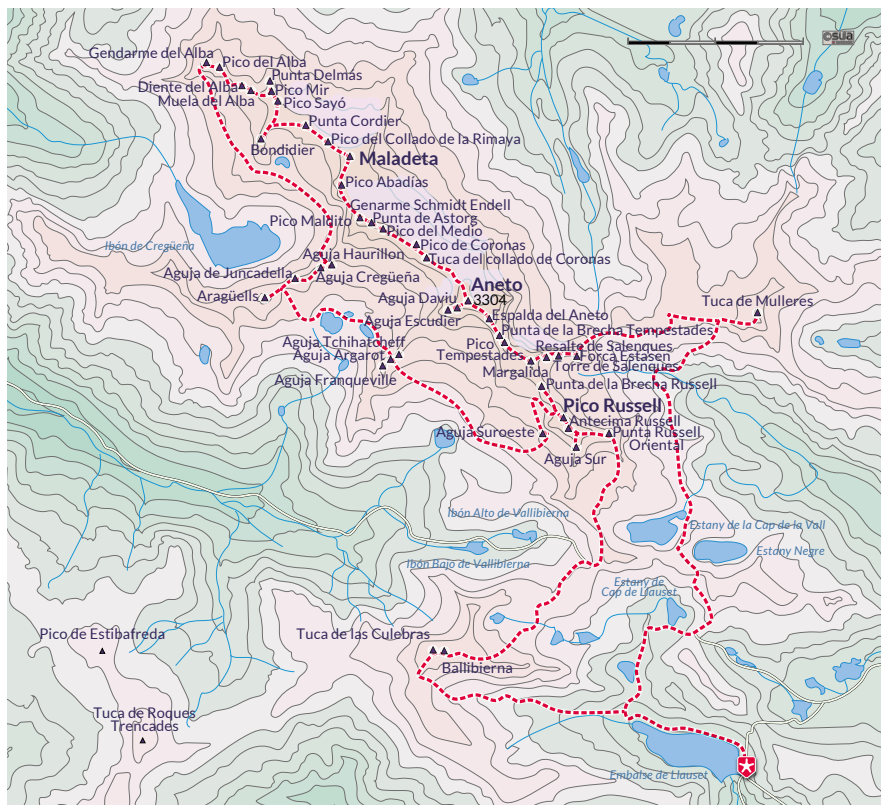 ©SUA
Gendarme del Alba
Pico del Alba
Punta Delmás
Diente del Alba
Pico Mir
Muela del Alba
Pico Sayó
Punta Cordier
Bondidier
Pico del Collado de la Rimaya
Maladeta
Pico Abadías
Genarme Schmidt Endell
Pico Maldito
Punta de Astorg
Pico del Medio
Ibón de Cregüeña
Pico de Coronas
Aguja Haurillon
Tuca del collado de Coronas
Aguja de Juncadella
Aguja Cregüeña
Aneto
Aragüells
Aguja Daviu
3304
Tuca de Mulleres
Espalda del Aneto
Aguja Escudier
Punta de la Brecha Tempestades
Aguja Tchihatcheff
Pico
Tempestades
Resalte de Salenques
Aguja Argarot
Forca Estasen
Torre de Salenques
Margalida
Aguja Franqueville
Punta de la Brecha Russell
Pico Russell
Antecima Russell
Aguja Suroeste
Punta Russell
Oriental
Aguja Sur
Ibón Alto de Vallibierna
Estany de la Cap de la Vall
Estany Negre
Ibón Bajo de Vallibierna
Estany de
Cap de Llauset
Pico de Estibafreda
Tuca de las Culebras
Ballibierna
Tuca de Roques
Trencades
Embalse de Llauset